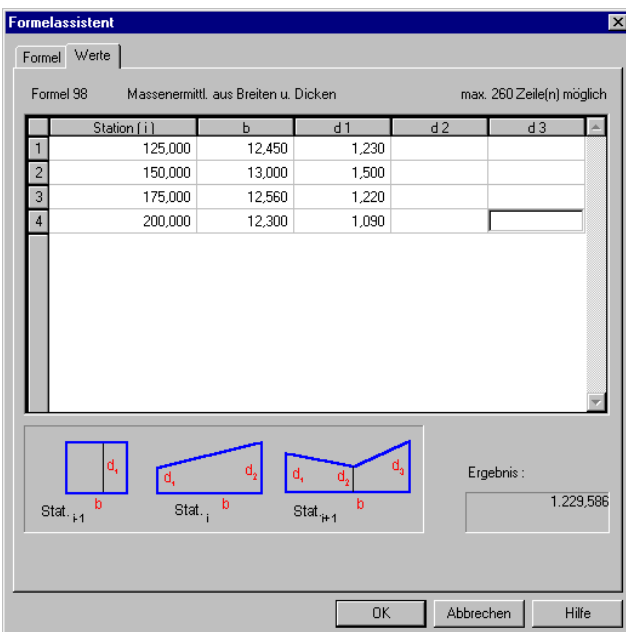 Formelassistent
Formel Werte
Formel 98 Massenermittl. aus Breiten u. Dicken max. 260 Zeile(n) möglich
Station ( i ) b d 1 d 2 d 3
1 125,000 12,450 1,230
2 150,000 13,000 1,500
3 175,000 12,560 1,220
4 200,000 12,300 1,090
d1 d1 d2 d1 d2 d3
Stat. i-1 b Stat. i b Stat. i+1 b
Ergebnis :
1.229,586
OK Abbrechen Hilfe